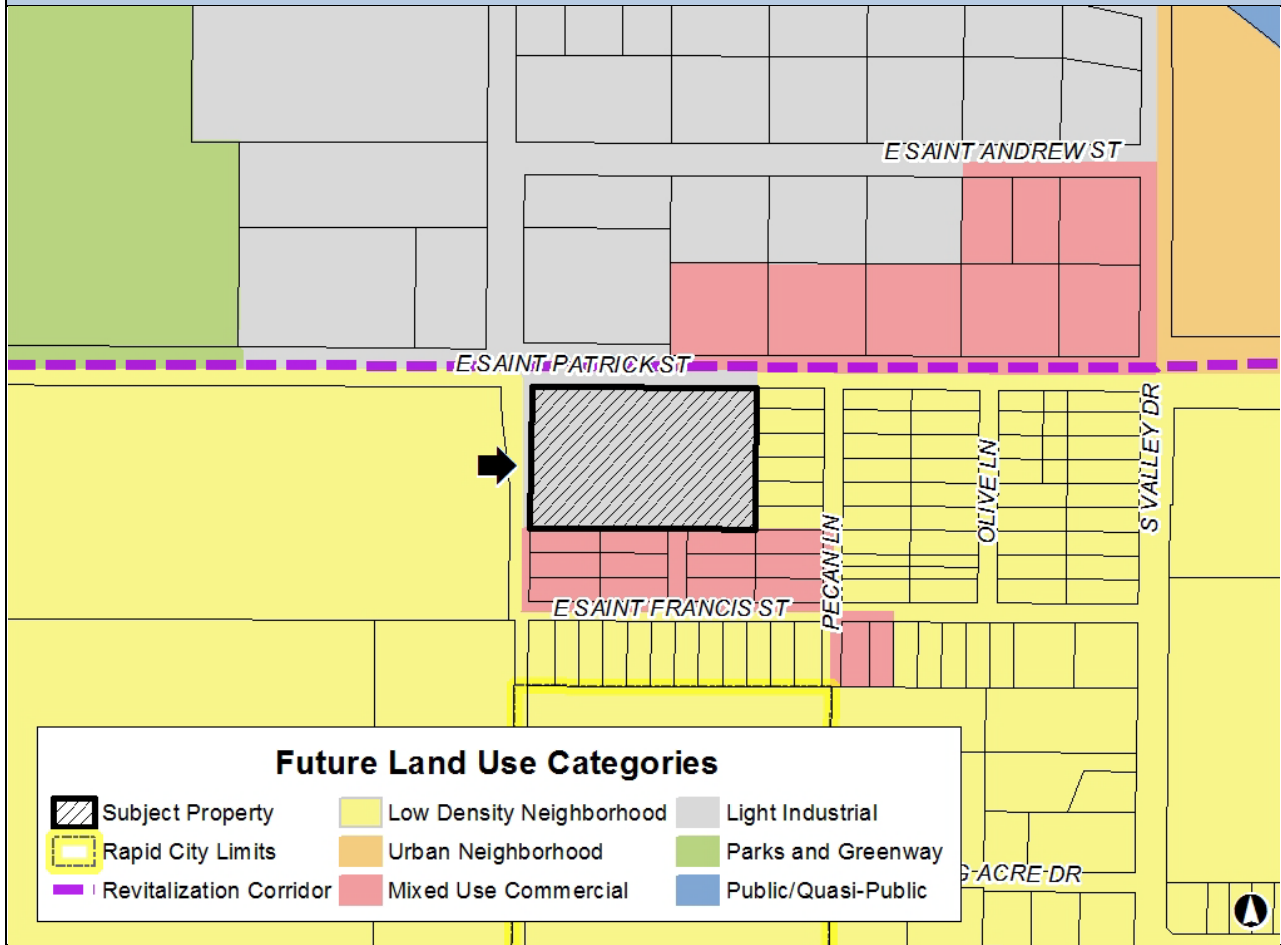 E SAINT ANDREW ST
E SAINT PATRICK ST
S VALLEY DR
OLIVE LN
PECAN LN
E SAINT FRANCIS ST
G ACRE DR
Future Land Use Categories
Subject Property
Low Density Neighborhood
Light Industrial
Rapid City Limits
Urban Neighborhood
Parks and Greenway
Revitalization Corridor
Mixed Use Commercial
Public/Quasi-Public